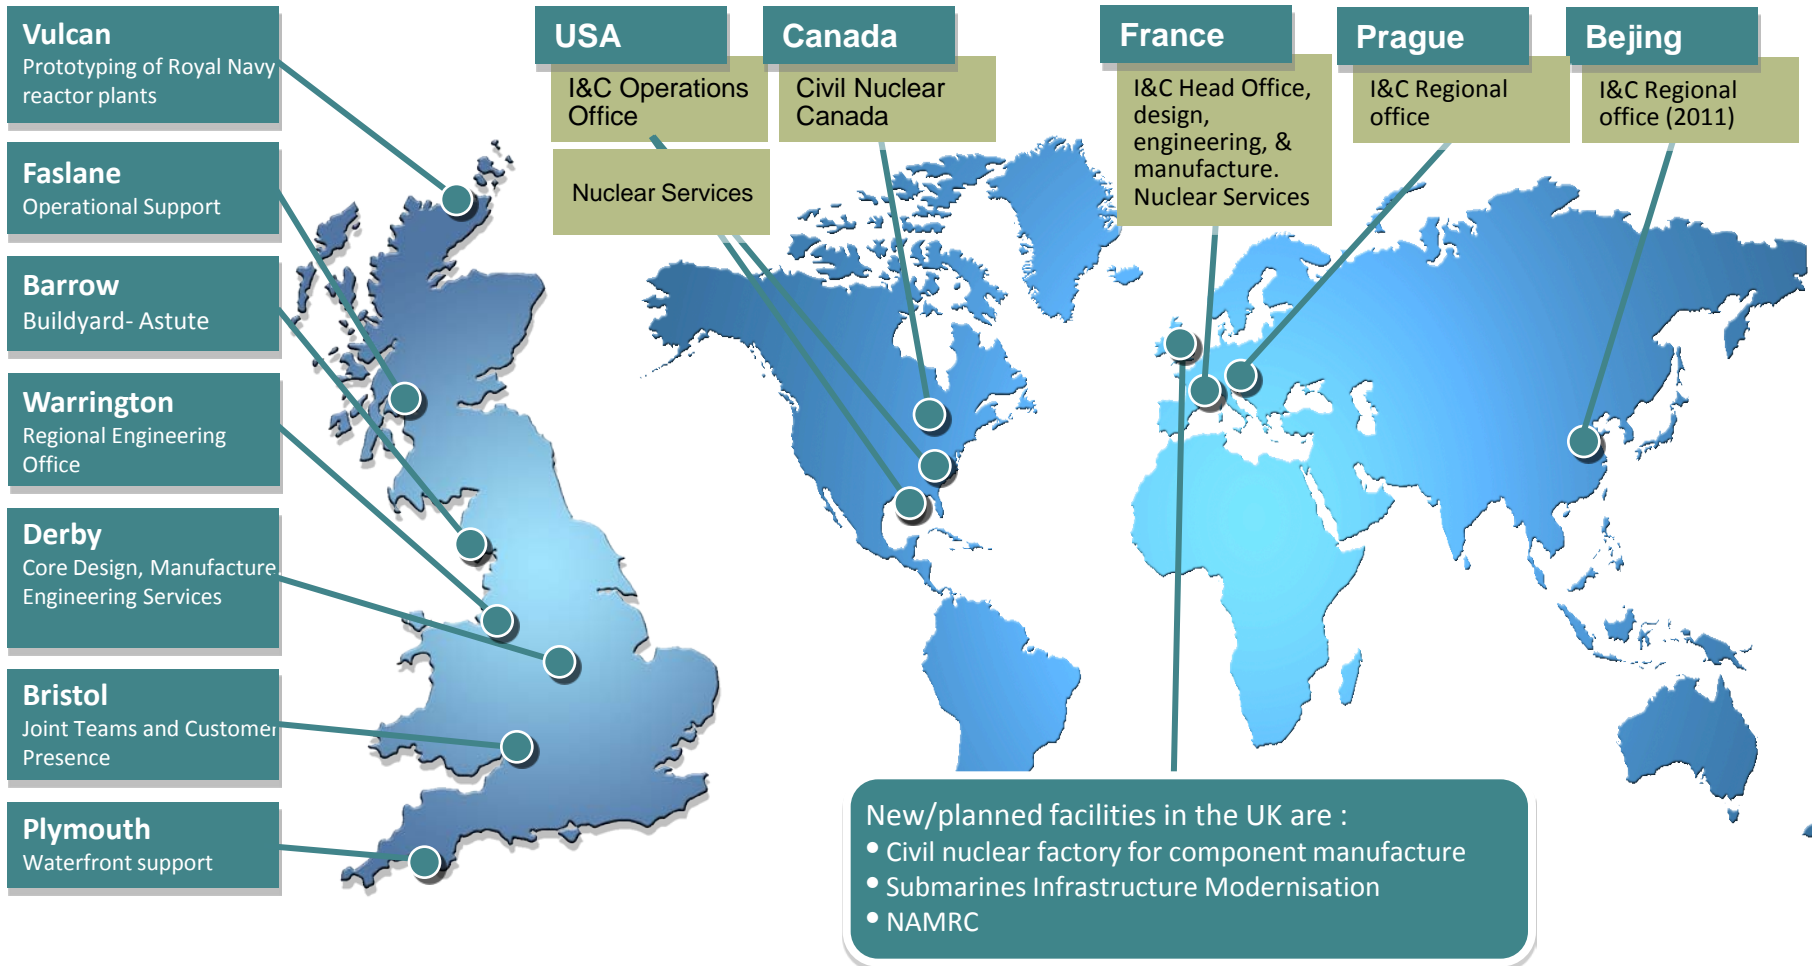 Vulcan
Prototyping of Royal Navy
reactor plants
Faslane
Operational Support
Barrow
Buildyard- Astute
Warrington
Regional Engineering
Office
Derby
Core Design, Manufacture,
Engineering Services
Bristol
Joint Teams and Customer
Presence
Plymouth
Waterfront support
USA
I&C Operations
Office
Nuclear Services
Canada
Civil Nuclear
Canada
France
I&C Head Office,
design,
engineering, &
manufacture.
Nuclear Services
Prague
I&C Regional
office
Bejing
I&C Regional
office (2011)
New/planned facilities in the UK are :
• Civil nuclear factory for component manufacture
• Submarines Infrastructure Modernisation
• NAMRC